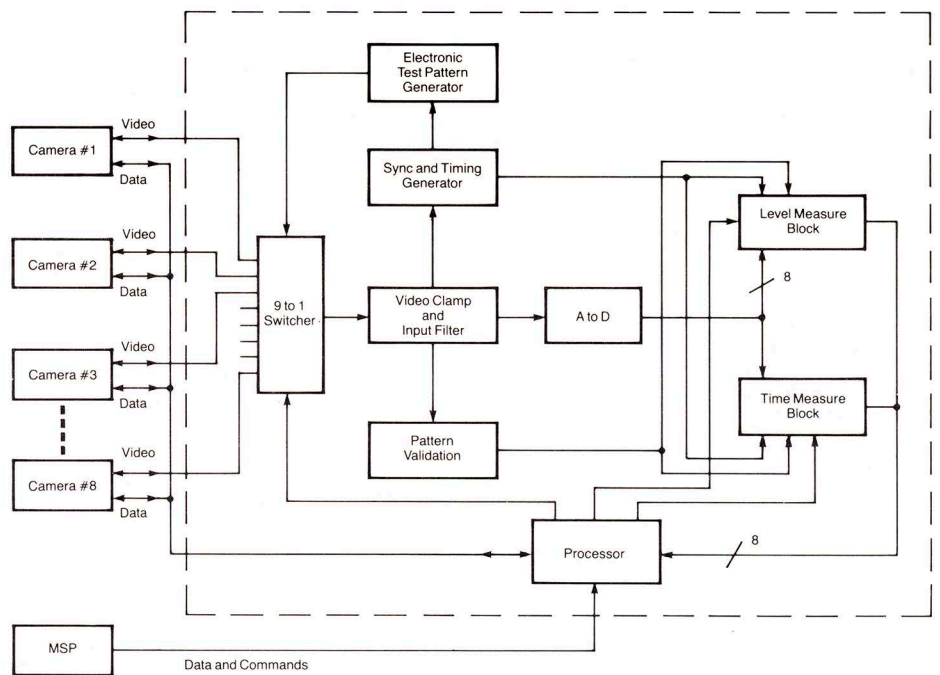 Electronic
Test Pattern
Generator
Video
Camera #1
Data
Sync and Timing
Generator
Level Measure
Block
Video
Camera #2
Data
9 to 1
Switcher
8
Video Clamp
and
Input Filter
A to D
Video
Camera #3
Data
Time Measure
Block
Pattern
Validation
Video
Camera #8
Data
Processor
8
MSP
Data and Commands